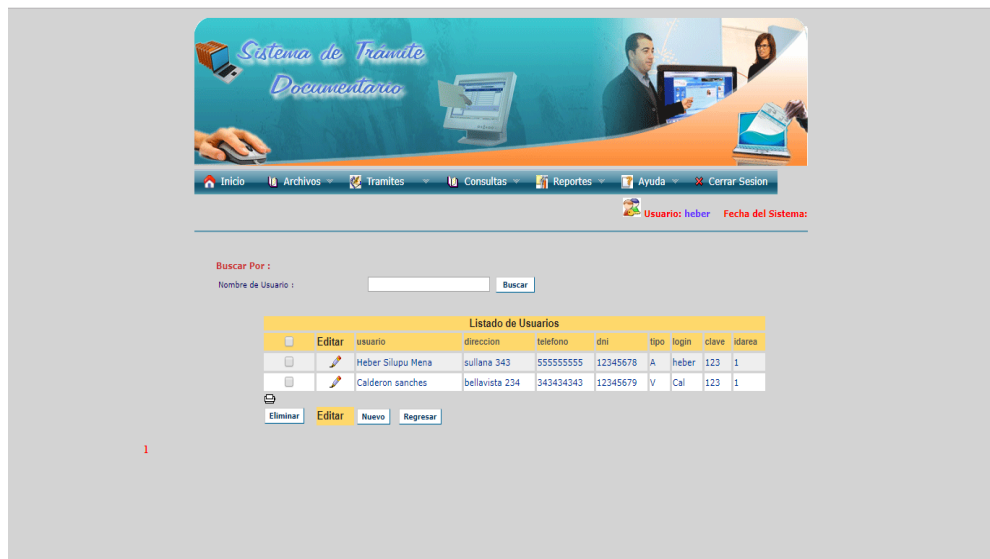 Sistema de Trámite
Documentario
Inicio Archivos Tramites Consultas Reportes Ayuda Cerrar Sesion
Usuario: heber Fecha del Sistema:
Buscar Por :
Nombre de Usuario : Buscar
Listado de Usuarios
Editar usuario direccion telefono dni tipo login clave idarea
Heber Silupu Mena sullana 343 555555555 12345678 A heber 123 1
Calderon sanches bellavista 234 343434343 12345679 V Cal 123 1
Eliminar Editar Nuevo Regresar
1